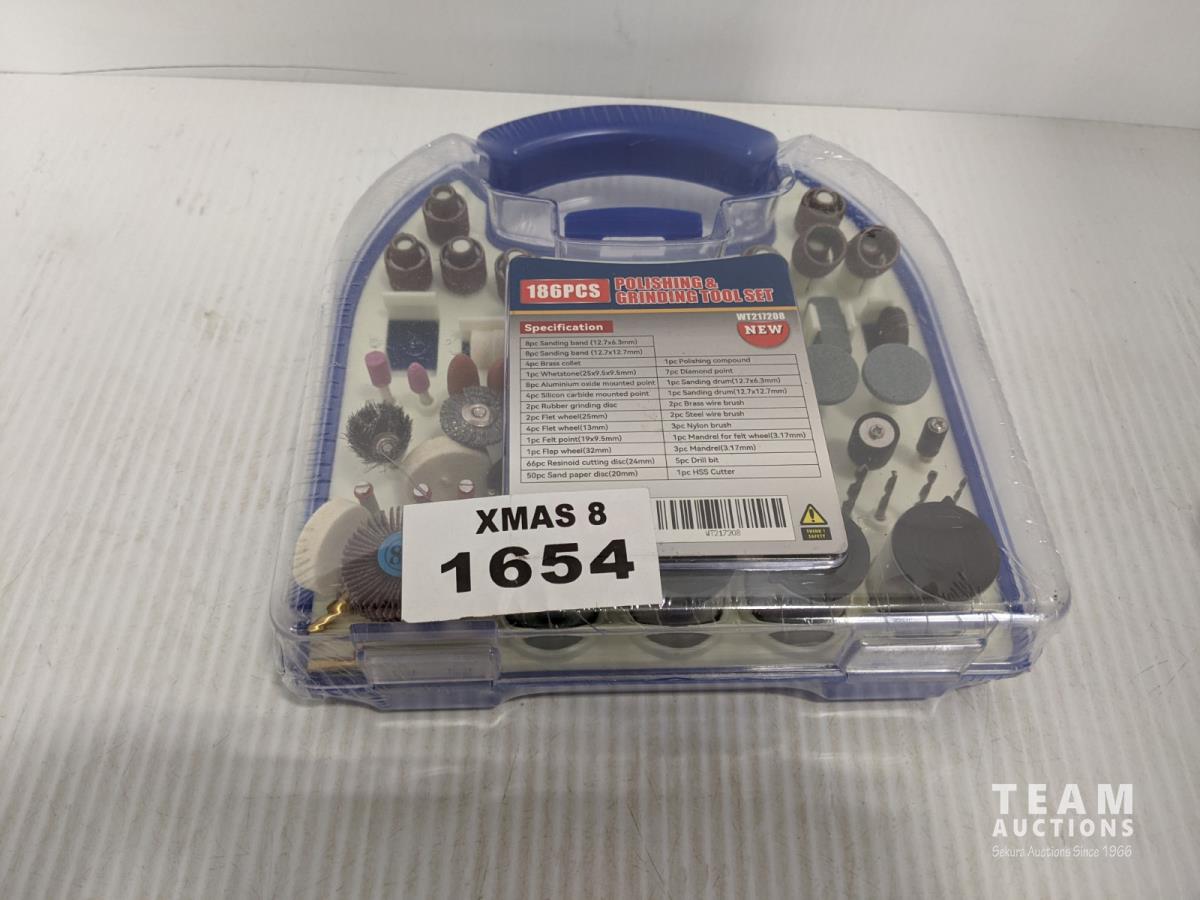 186PCS
POLISHING &
GRINDING TOOL SET
WT217208
NEW
Specification
8pc Sanding band (12.7x6.3mm)
8pc Sanding band (12.7x12.7mm)
4pc Brass collet
1pc Whetstone(25x9.5x9.5mm)
8pc Aluminium oxide mounted point
4pc Silicon carbide mounted point
2pc Rubber grinding disc
2pc Flet wheel(25mm)
4pc Flet wheel(13mm)
1pc Felt point(19x9.5mm)
1pc Flap wheel(32mm)
66pc Resinoid cutting disc(24mm)
50pc Sand paper disc(20mm)
1pc Polishing compound
7pc Diamond point
1pc Sanding drum(12.7x6.3mm)
1pc Sanding drum(12.7x12.7mm)
2pc Brass wire brush
2pc Steel wire brush
3pc Nylon brush
1pc Mandrel for felt wheel(3.17mm)
3pc Mandrel(3.17mm)
5pc Drill bit
1pc HSS Cutter
WT217208
THINK !
SAFETY
XMAS 8
1654
8
TEAM
AUCTIONS
Sekura Auctions Since 1966